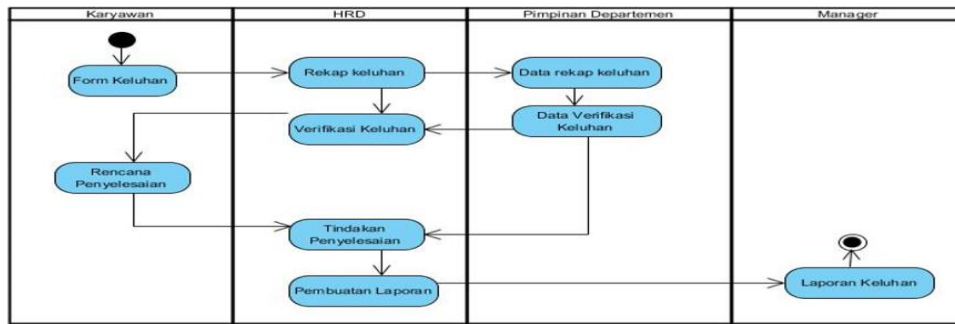 Karyawan
HRD
Pimpinan Departemen
Manager
Form Keluhan
Rekap keluhan
Data rekap keluhan
Verifikasi Keluhan
Data Verifikasi
Keluhan
Rencana
Penyelesaian
Tindakan
Penyelesaian
Pembuatan Laporan
Laporan Keluhan